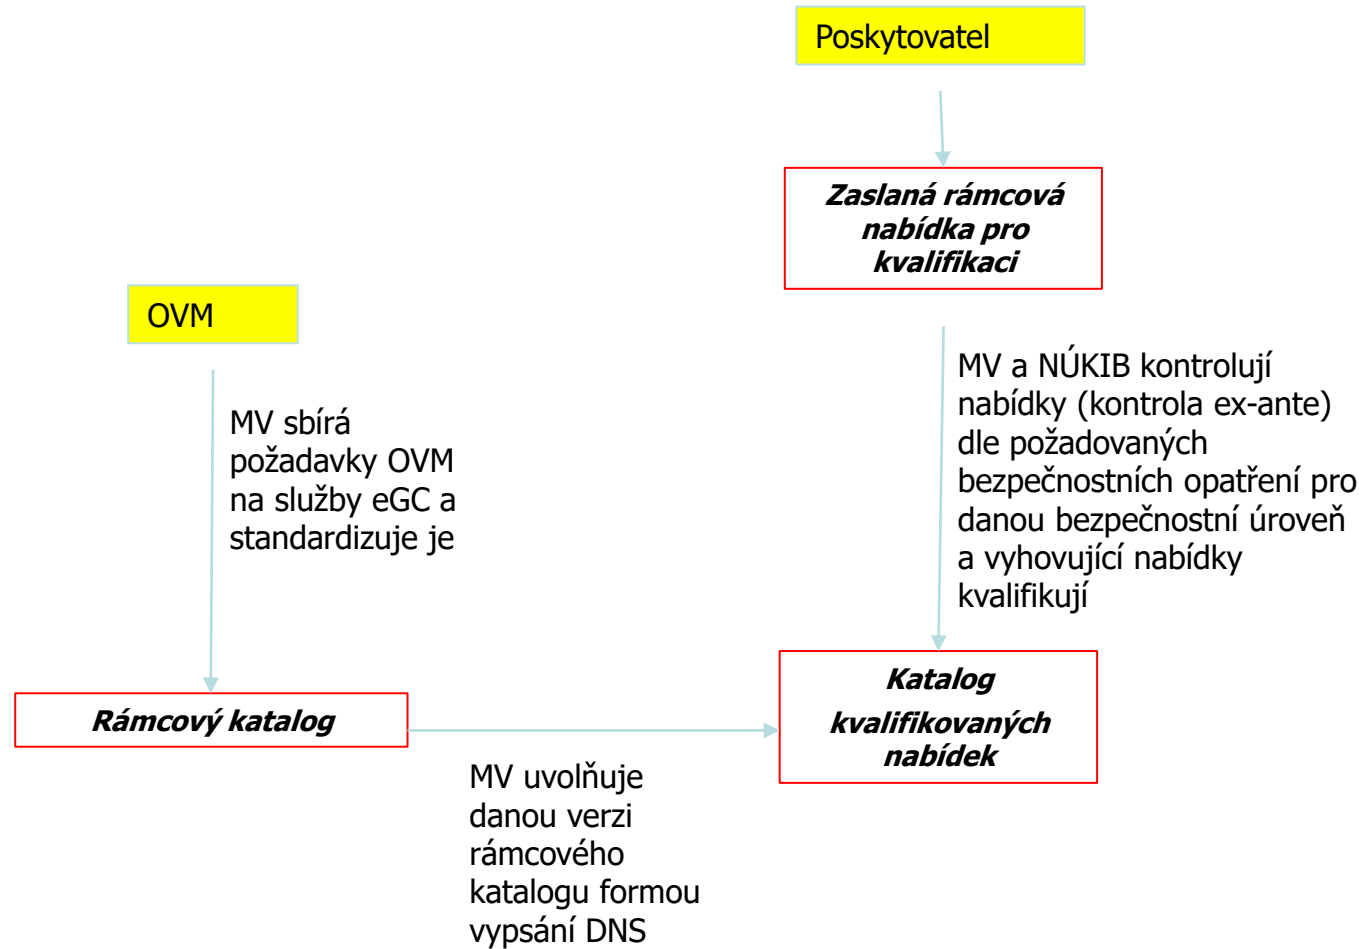 Poskytovatel
Zaslaná rámcová
nabídka pro
kvalifikaci
OVM
MV a NÚKIB kontrolují
nabídky (kontrola ex-ante)
dle požadovaných
bezpečnostních opatření pro
danou bezpečnostní úroveň
a vyhovující nabídky
kvalifikují
MV sbírá
požadavky OVM
na služby eGC a
standardizuje je
Rámcový katalog
Katalog
kvalifikovaných
nabídek
MV uvolňuje
danou verzi
rámcového
katalogu formou
vypsání DNS